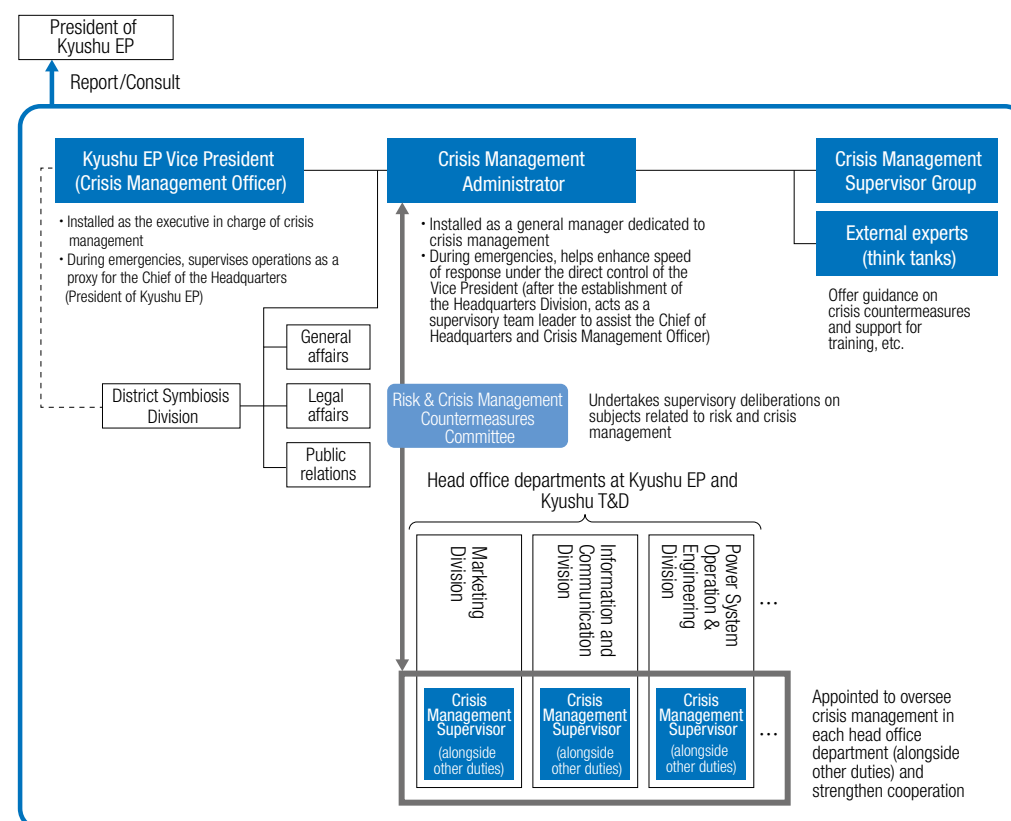 President of
Kyushu EP
Report/Consult
Kyushu EP Vice President
(Crisis Management Officer)
・Installed as the executive in charge of crisis
management
・During emergencies, supervises operations as a
proxy for the Chief of the Headquarters
(President of Kyushu EP)
Crisis Management
Administrator
・Installed as a general manager dedicated to
crisis management
・During emergencies, helps enhance speed
of response under the direct control of the
Vice President (after the establishment of
the Headquarters Division, acts as a
supervisory team leader to assist the Chief of
Headquarters and Crisis Management Officer)
Crisis Management
Supervisor Group
External experts
(think tanks)
Offer guidance on
crisis countermeasures
and support for
training, etc.
General
affairs
District Symbiosis
Division
Legal
affairs
Public
relations
Risk & Crisis Management
Countermeasures
Committee
Undertakes supervisory deliberations on
subjects related to risk and crisis
management
Head office departments at Kyushu EP and
Kyushu T&D
Marketing
Division
Information and
Communication
Division
Power System
Operation &
Engineering
Division
…
Crisis
Management
Supervisor
(alongside
other duties)
Crisis
Management
Supervisor
(alongside
other duties)
Crisis
Management
Supervisor
(alongside
other duties)
…
Appointed to oversee
crisis management in
each head office
department (alongside
other duties) and
strengthen cooperation